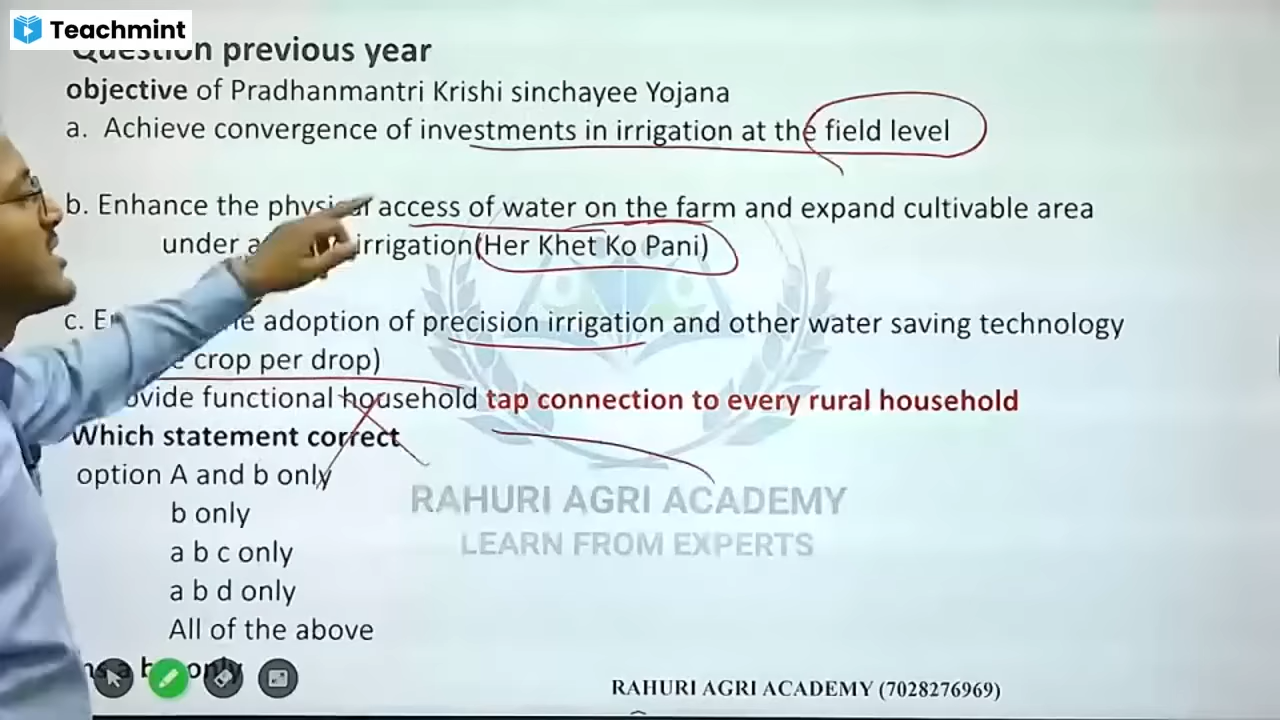 Teachmint
Question previous year
objective of Pradhanmantri Krishi sinchayee Yojana
a. Achieve convergence of investments in irrigation at the field level
b. Enhance the physical access of water on the farm and expand cultivable area
under irrigation(Her Khet Ko Pani)
c. adoption of precision irrigation and other water saving technology
crop per drop)
functional household tap connection to every rural household
Which statement correct
option A and b only
b only
a b c only
a b d only
All of the above
only
RAHURI AGRI ACADEMY
LEARN FROM EXPERTS
RAHURI AGRI ACADEMY (7028276969)